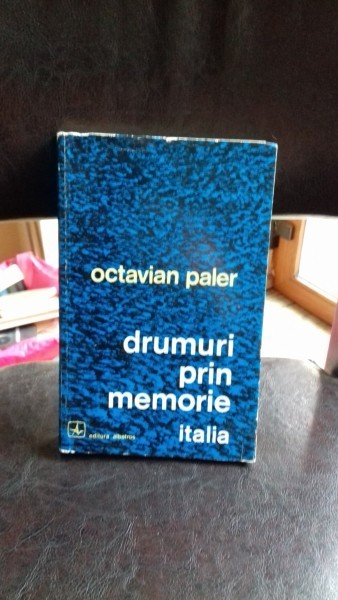 octavian paler
drumuri
prin
memorie
italia
editura albatros